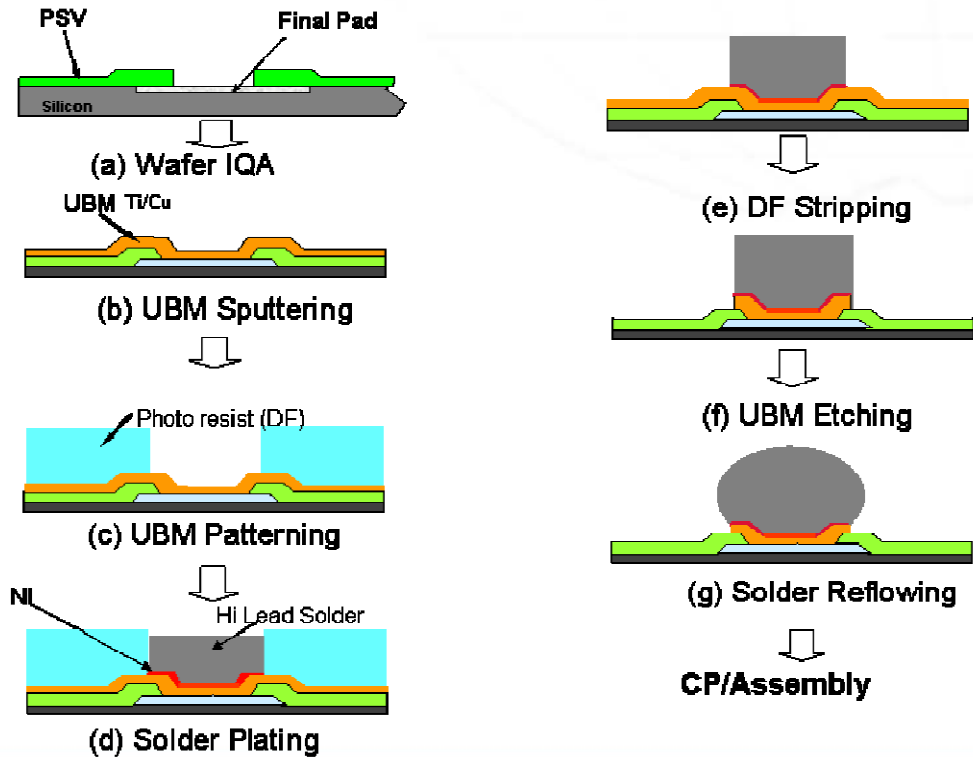 PSV
Final Pad
Silicon
(a) Wafer IQA
UBM Ti/Cu
(b) UBM Sputtering
Photo resist (DF)
(c) UBM Patterning
NI
Hi Lead Solder
(d) Solder Plating
(e) DF Stripping
(f) UBM Etching
(g) Solder Reflowing
CP/Assembly